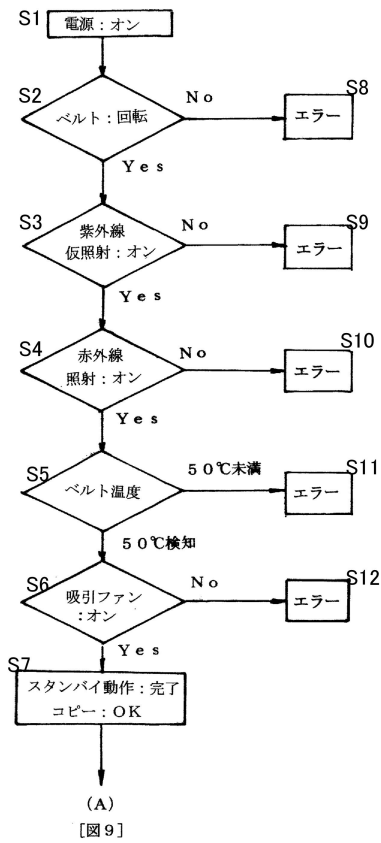 S1
電源：オン
S2
ベルト：回転
No
S8
エラー
Yes
S3
紫外線
仮照射：オン
No
S9
エラー
Yes
S4
赤外線
照射：オン
No
S10
エラー
Yes
S5
ベルト温度
50℃未満
S11
エラー
50℃検知
S6
吸引ファン
：オン
No
S12
エラー
Yes
S7
スタンバイ動作：完了
コピー：OK
(A)
[図9]